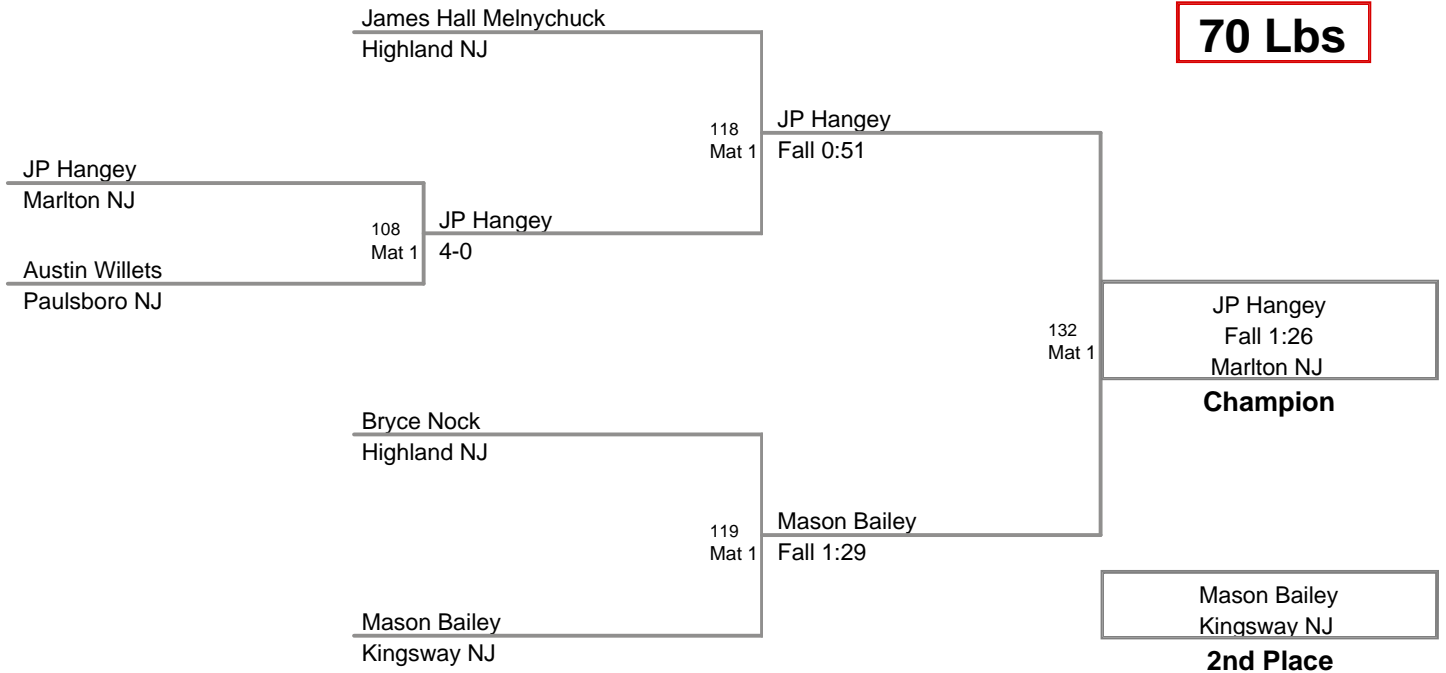 James Hall Melnychuck
Highland NJ
70 Lbs
118
Mat 1
JP Hangey
Fall 0:51
JP Hangey
Marlton NJ
108
Mat 1
JP Hangey
4-0
Austin Willets
Paulsboro NJ
132
Mat 1
JP Hangey
Fall 1:26
Marlton NJ
Champion
Bryce Nock
Highland NJ
119
Mat 1
Mason Bailey
Fall 1:29
Mason Bailey
Kingsway NJ
Mason Bailey
Kingsway NJ
2nd Place